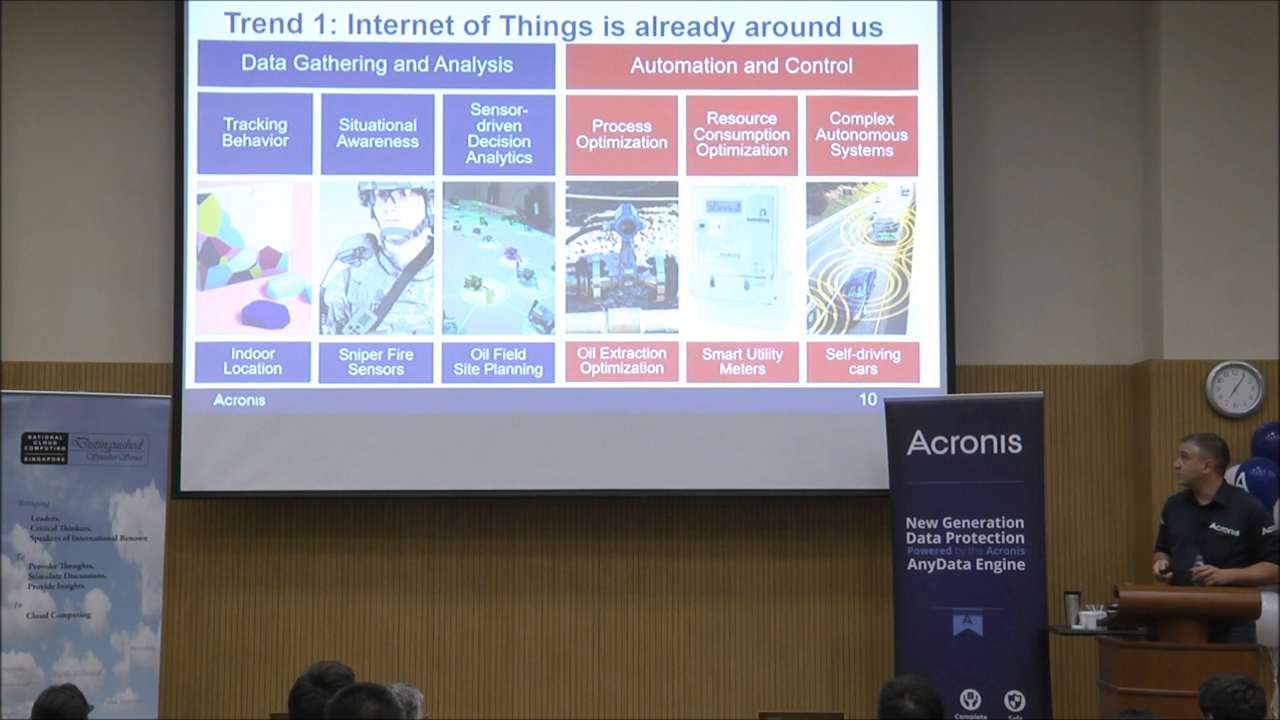 Trend 1: Internet of Things is already around us
Data Gathering and Analysis
Automation and Control
Tracking
Behavior
Situational
Awareness
Sensor-
driven
Decision
Analytics
Process
Optimization
Resource
Consumption
Optimization
Complex
Autonomous
Systems
Indoor
Location
Sniper Fire
Sensors
Oil Field
Site Planning
Oil Extraction
Optimization
Smart Utility
Meters
Self-driving
cars
Acronis
10
NATIONAL
CLOUD
COMPUTING
SINGAPORE
Distinguished
Speaker Series
Bringing
Leaders,
Critical Thinkers,
Speakers of International Renown
To
Provoke Thoughts,
Stimulate Discussions,
Provide Insights
In
Cloud Computing
Acronis
New Generation
Data Protection
Powered by the Acronis
AnyData Engine
Complete
Safe
Acronis